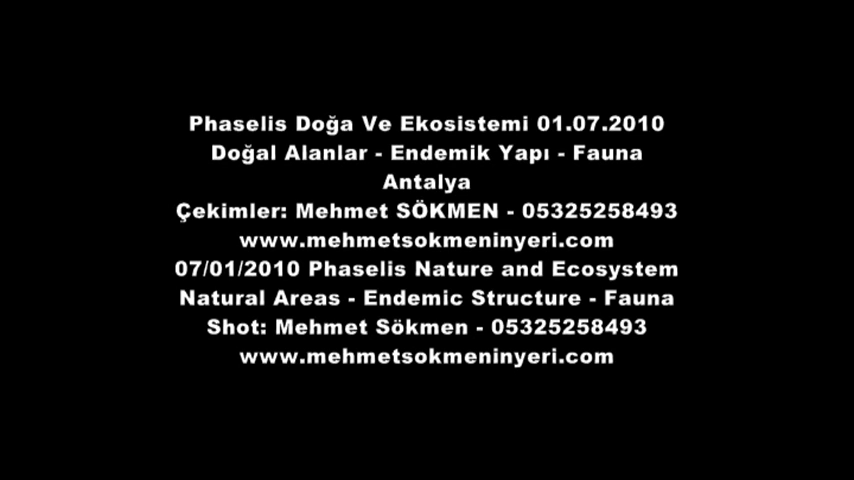 Phaselis Doğa Ve Ekosistemi 01.07.2010
Doğal Alanlar - Endemik Yapı - Fauna
Antalya
Çekimler: Mehmet SÖKMEN - 05325258493
www.mehmetsokmeninyeri.com
07/01/2010 Phaselis Nature and Ecosystem
Natural Areas - Endemic Structure - Fauna
Shot: Mehmet Sökmen - 05325258493
www.mehmetsokmeninyeri.com